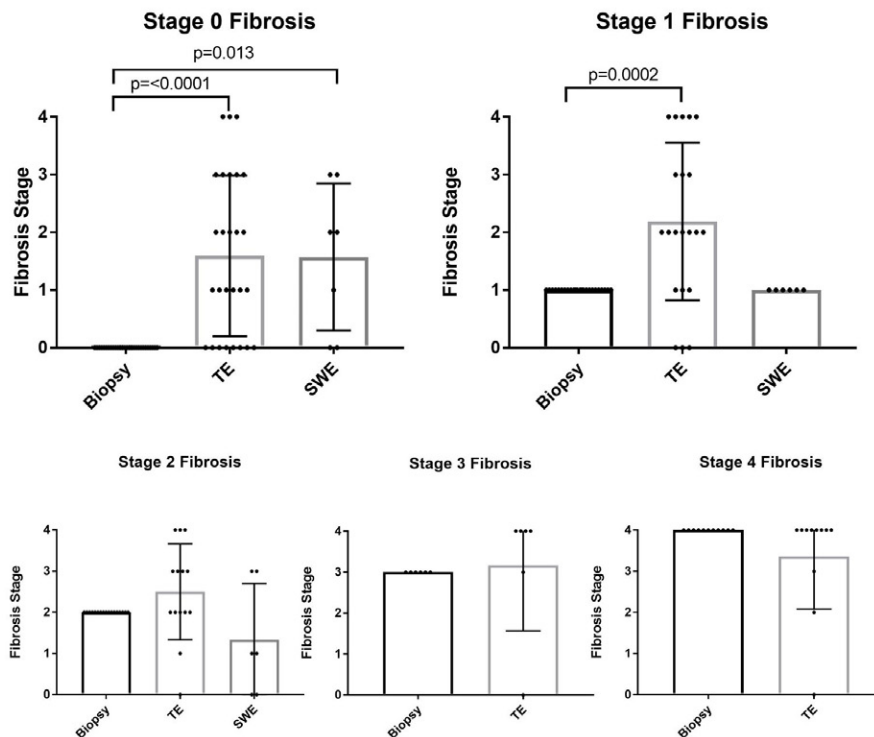 Stage 0 Fibrosis
p=0.013
p=<0.0001
Fibrosis Stage
4
3
2
1
0
Biopsy
TE
SWE
Stage 1 Fibrosis
p=0.0002
Fibrosis Stage
4
3
2
1
0
Biopsy
TE
SWE
Stage 2 Fibrosis
Fibrosis Stage
4
3
2
1
0
Biopsy
TE
SWE
Stage 3 Fibrosis
Fibrosis Stage
4
3
2
1
0
Biopsy
TE
Stage 4 Fibrosis
Fibrosis Stage
4
3
2
1
0
Biopsy
TE